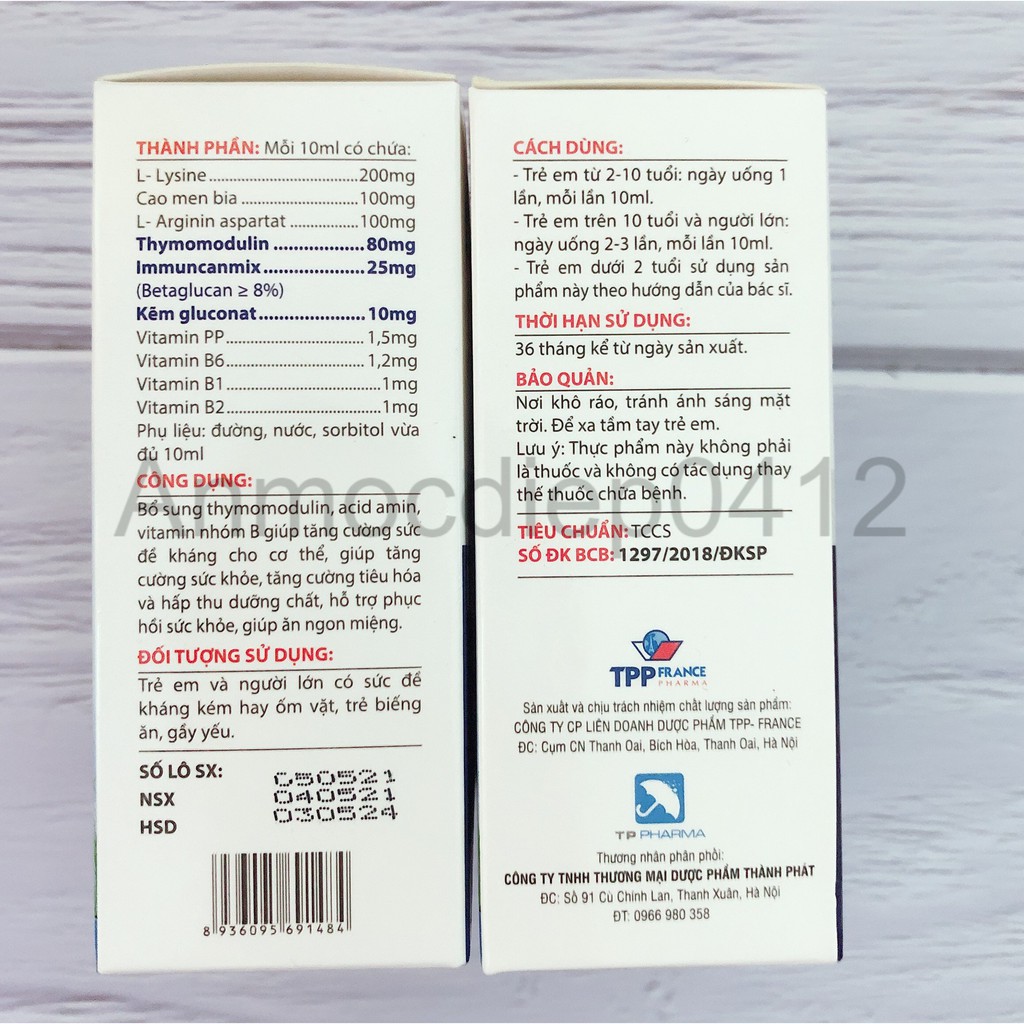 THÀNH PHẦN: Mỗi 10ml có chứa:
L- Lysine..............................200mg
Cao men bia........................100mg
L- Arginin aspartat..............100mg
Thymomodulin...................80mg
Immuncanmix.....................25mg
(Betaglucan ≥ 8%)
Kẽm gluconat......................10mg
Vitamin PP..........................1,5mg
Vitamin B6..........................1,2mg
Vitamin B1.............................1mg
Vitamin B2.............................1mg
Phụ liệu: đường, nước, sorbitol vừa
đủ 10ml
CÔNG DỤNG:
Bổ sung thymomodulin, acid amin,
vitamin nhóm B giúp tăng cường sức
đề kháng cho cơ thể, giúp tăng
cường sức khỏe, tăng cường tiêu hóa
và hấp thu dưỡng chất, hỗ trợ phục
hồi sức khỏe, giúp ăn ngon miệng.
ĐỐI TƯỢNG SỬ DỤNG:
Trẻ em và người lớn có sức đề
kháng kém hay ốm vặt, trẻ biếng
ăn, gầy yếu.
SỐ LÔ SX: 050521
NSX 040521
HSD 030524
8 936095 691484
CÁCH DÙNG:
- Trẻ em từ 2-10 tuổi: ngày uống 1
lần, mỗi lần 10ml.
- Trẻ em trên 10 tuổi và người lớn:
ngày uống 2-3 lần, mỗi lần 10ml.
- Trẻ em dưới 2 tuổi sử dụng sản
phẩm này theo hướng dẫn của bác sĩ.
THỜI HẠN SỬ DỤNG:
36 tháng kể từ ngày sản xuất.
BẢO QUẢN:
Nơi khô ráo, tránh ánh sáng mặt
trời. Để xa tầm tay trẻ em.
Lưu ý: Thực phẩm này không phải
là thuốc và không có tác dụng thay
thế thuốc chữa bệnh.
TIÊU CHUẨN: TCCS
SỐ ĐK BCB: 1297/2018/ĐKSP
TPP FRANCE
PHARMA
Sản xuất và chịu trách nhiệm chất lượng sản phẩm:
CÔNG TY CP LIÊN DOANH DƯỢC PHẨM TPP- FRANCE
ĐC: Cụm CN Thanh Oai, Bích Hòa, Thanh Oai, Hà Nội
TP PHARMA
Thương nhân phân phối:
CÔNG TY TNHH THƯƠNG MẠI DƯỢC PHẨM THÀNH PHÁT
ĐC: Số 91 Cù Chính Lan, Thanh Xuân, Hà Nội
ĐT: 0966 980 358
Anmocdiep0412